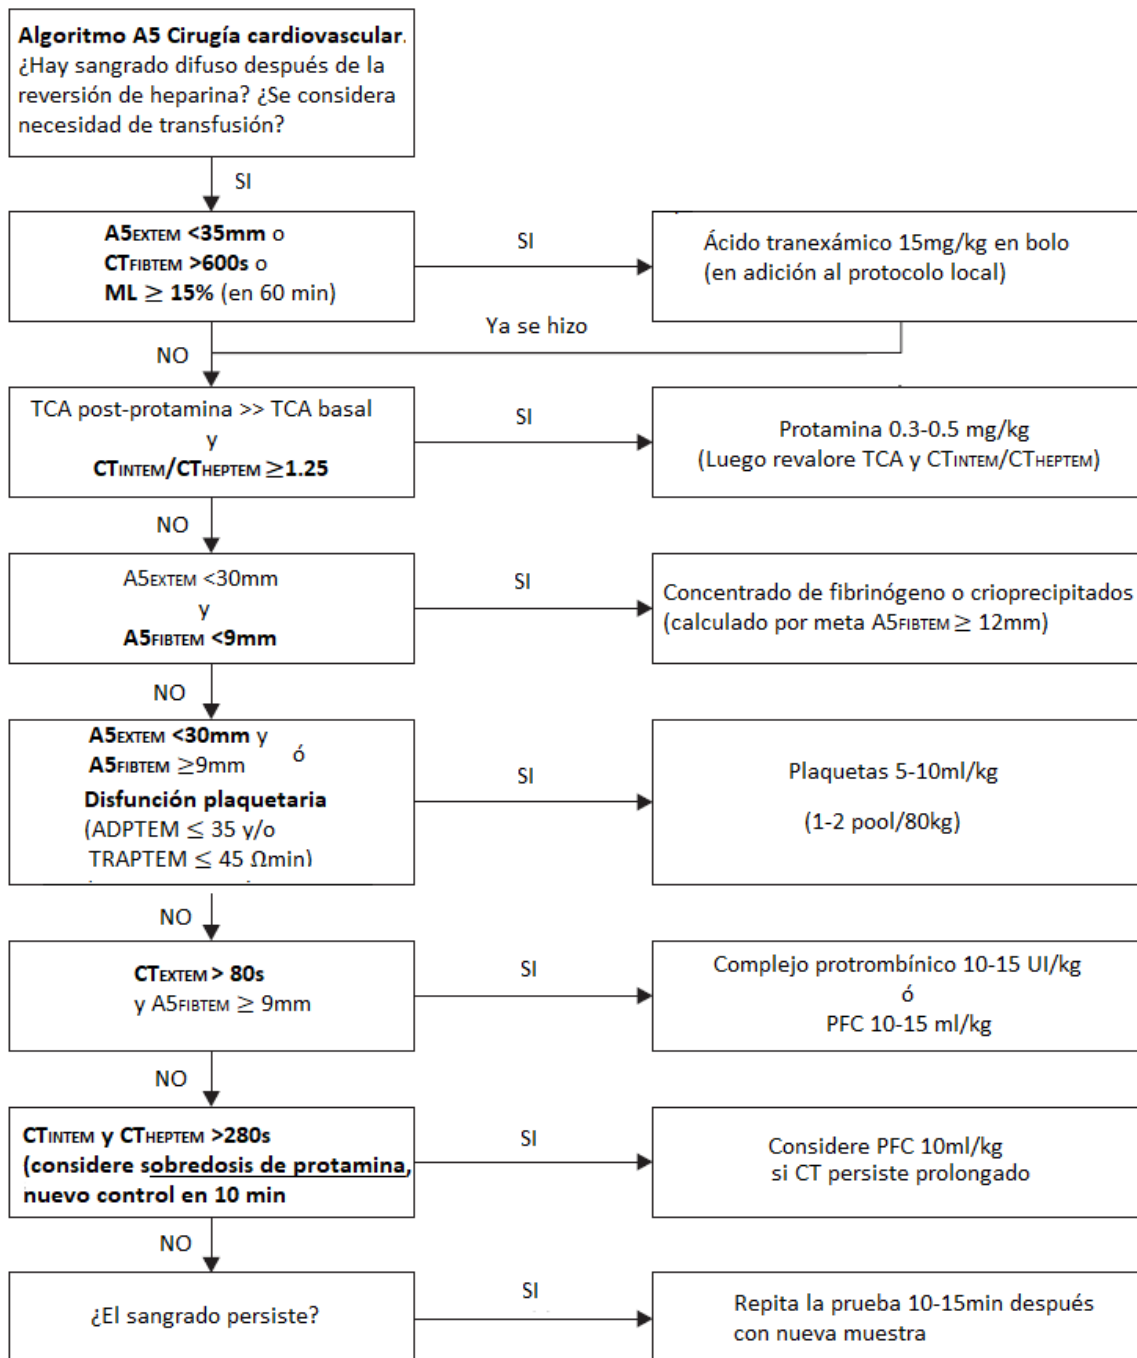 Algoritmo A5 Cirugía cardiovascular.
¿Hay sangrado difuso después de la
reversión de heparina? ¿Se considera
necesidad de transfusión?
SI
A5EXTEM <35mm o
CTFIBTEM >600s o
ML ≥ 15% (en 60 min)
SI
Ácido tranexámico 15mg/kg en bolo
(en adición al protocolo local)
Ya se hizo
NO
TCA post-protamina >> TCA basal
y
CTINTEM/CTHEPTEM ≥1.25
SI
Protamina 0.3-0.5 mg/kg
(Luego revalore TCA y CTINTEM/CTHEPTEM)
NO
A5EXTEM <30mm
y
A5FIBTEM <9mm
SI
Concentrado de fibrinógeno o crioprecipitados
(calculado por meta A5FIBTEM ≥ 12mm)
NO
A5EXTEM <30mm y
A5FIBTEM ≥9mm
ó
Disfunción plaquetaria
(ADPTEM ≤ 35 y/o
TRAPTEM ≤ 45 Ωmin)
SI
Plaquetas 5-10ml/kg
(1-2 pool/80kg)
NO
CTEXTEM > 80s
y A5FIBTEM ≥ 9mm
SI
Complejo protrombínico 10-15 UI/kg
ó
PFC 10-15 ml/kg
NO
CTINTEM y CTHEPTEM >280s
(considere sobredosis de protamina,
nuevo control en 10 min
SI
Considere PFC 10ml/kg
si CT persiste prolongado
NO
¿El sangrado persiste?
SI
Repita la prueba 10-15min después
con nueva muestra